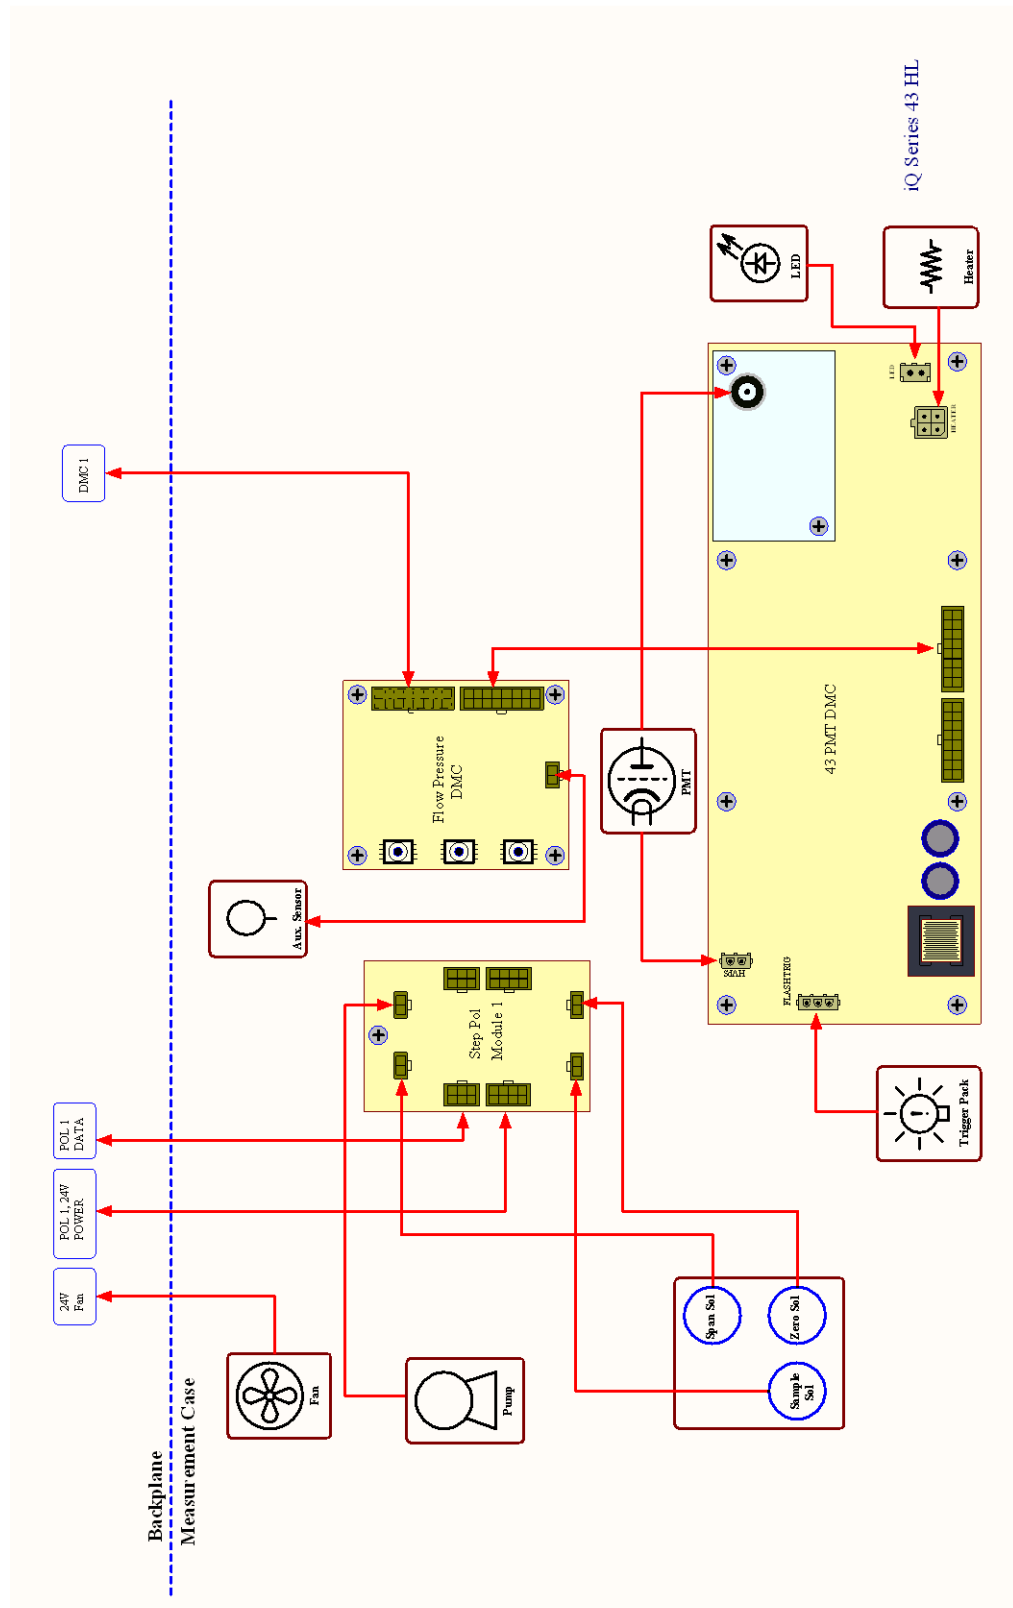 Backplane
Measurement Case
24V
Fan
POL 1, 24V
POWER
POL 1
DATA
DMC 1
Fan
Pump
Aux. Sensor
Step Pol
Module 1
Flow Pressure
DMC
Span Sol
Zero Sol
Sample
Sol
PMT
HVPS
FLASHTRIG
43 PMT DMC
LED
HEATER
LED
Heater
Trigger Pack
iQ Series 43 HL